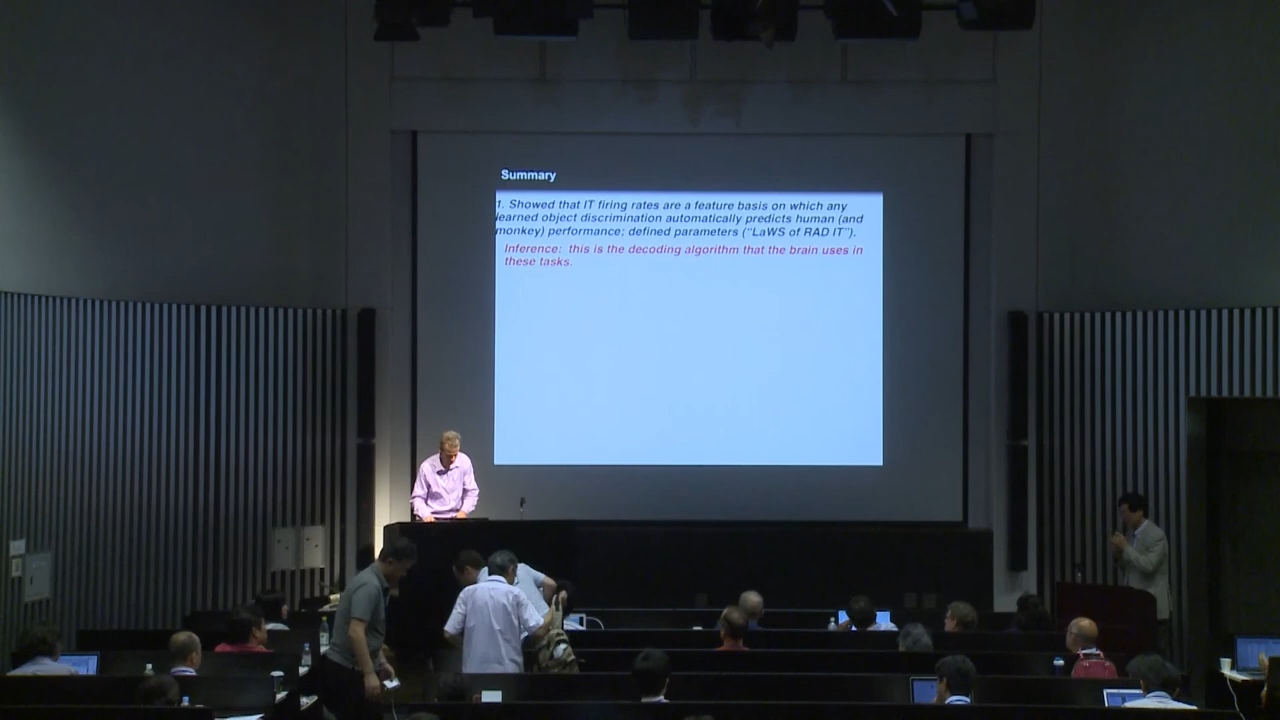 Summary
1. Showed that IT firing rates are a feature basis on which any
learned object discrimination automatically predicts human (and
monkey) performance; defined parameters ("LaWS of RAD IT").
Inference: this is the decoding algorithm that the brain uses in
these tasks.